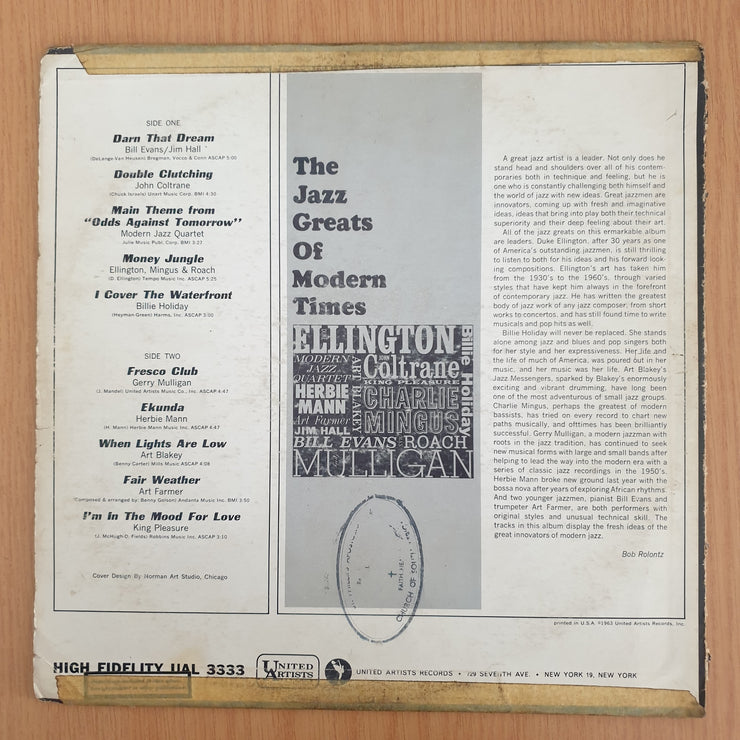 SIDE ONE
Darn That Dream
Bill Evans/Jim Hall
(DeLange-Van Heusen) Bregman, Vocco & Conn ASCAP 5:00
Double Clutching
John Coltrane
(Chuck Israels) Unart Music Corp. BMI 4:30
Main Theme from
"Odds Against Tomorrow"
Modern Jazz Quartet
Julie Music Publ. Corp. BMI 3:27
Money Jungle
Ellington, Mingus & Roach
(D. Ellington) Tempo Music Inc. ASCAP 5:25
I Cover The Waterfront
Billie Holiday
(Heyman-Green) Harms, Inc. ASCAP 3:00
SIDE TWO
Fresco Club
Gerry Mulligan
(J. Mandel) United Artists Music Co., Inc. ASCAP 4:47
Ekunda
Herbie Mann
(H. Mann) Herbie Mann Music Inc. ASCAP 4:47
When Lights Are Low
Art Blakey
(Benny Carter) Mills Music ASCAP 4:08
Fair Weather
Art Farmer
(Composed & arranged by: Benny Golson) Andante Music Inc. BMI 3:50
I'm In The Mood For Love
King Pleasure
(J. McHugh-D. Fields) Robbins Music Inc. ASCAP 3:10
Cover Design By Norman Art Studio, Chicago
The
Jazz
Greats
Of
Modern
Times
ELLINGTON
Billie Holiday
MODERN
JAZZ
QUARTET
ART BLAKEY
JOHN
Coltrane
KING PLEASURE
HERBIE
MANN
CHARLIE
MINGUS
Art Farmer
JIM HALL
BILL EVANS ROACH
MULLIGAN
FAITH
CHURCH OF
A great jazz artist is a leader. Not only does he
stand head and shoulders over all of his contem-
poraries both in technique and feeling, but he is
one who is constantly challenging both himself and
the world of jazz with new ideas. Great jazzmen are
innovators, coming up with fresh and imaginative
ideas, ideas that bring into play both their technical
superiority and their deep feeling about their art.
All of the jazz greats on this ermarkable album
are leaders. Duke Ellington, after 30 years as one
of America's outstanding jazzmen, is still thrilling
to listen to both for his ideas and his forward look-
ing compositions. Ellington's art has taken him
from the 1930's to the 1960's, through varied
styles that have kept him always in the forefront
of contemporary jazz. He has written the greatest
body of jazz work of any jazz composer; from short
works to concertos, and has still found time to write
musicals and pop hits as well.
Billie Holiday will never be replaced. She stands
alone among jazz and blues and pop singers both
for her style and her expressiveness. Her life and
the life of much of America, was poured out in her
music, and her music was her life. Art Blakey's
Jazz Messengers, sparked by Blakey's enormously
exciting and vibrant drumming, have long been
one of the most adventurous of small jazz groups.
Charlie Mingus, perhaps the greatest of modern
bassists, has tried on every record to chart new
paths musically, and ofttimes has been brilliantly
successful. Gerry Mulligan, a modern jazzman with
roots in the jazz tradition, has continued to seek
new musical forms with large and small bands after
helping to lead the way into the modern era with a
series of classic jazz recordings in the 1950's.
Herbie Mann broke new ground last year with the
bossa nova after years of exploring African rhythms.
And two younger jazzmen, pianist Bill Evans and
trumpeter Art Farmer, are both performers with
original styles and unusual technical skill. The
tracks in this album display the fresh ideas of the
great innovators of modern jazz.
Bob Rolontz
printed in U.S.A. ©1963 United Artists Records, Inc.
HIGH FIDELITY UAL 3333
UNITED ARTISTS
UNITED ARTISTS RECORDS • 729 SEVENTH AVE. • NEW YORK 19, NEW YORK